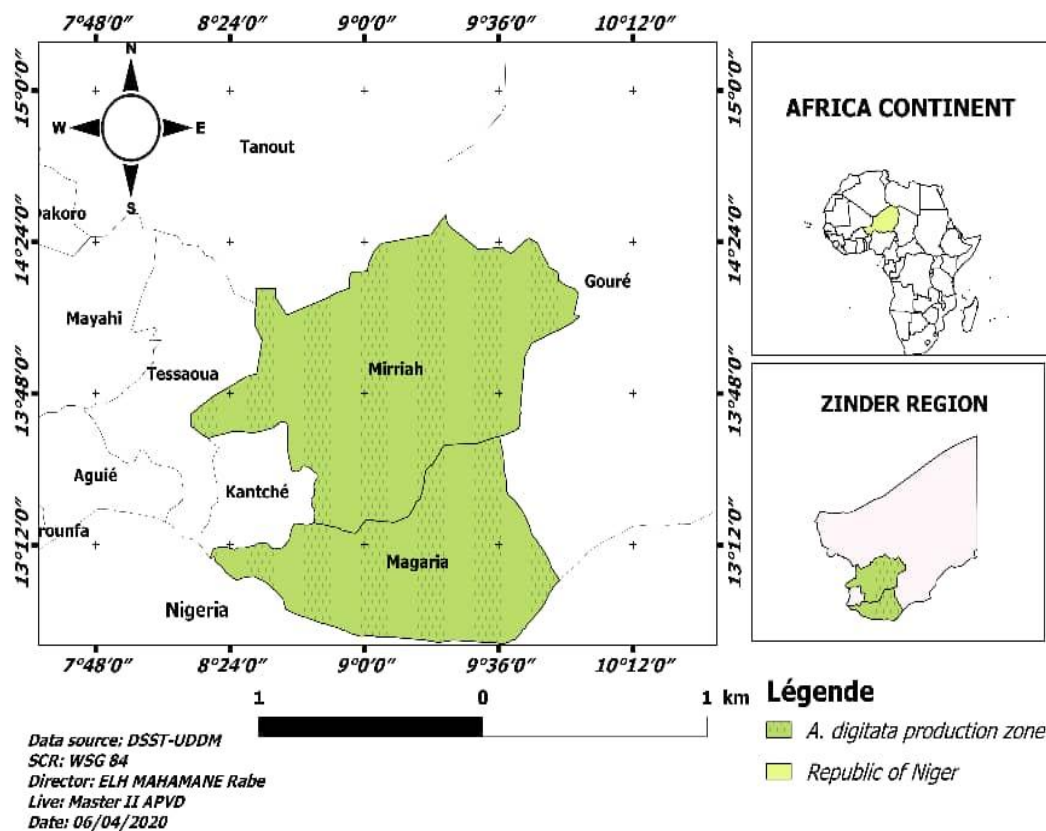 7°48'0" 8°24'0" 9°0'0" 9°36'0" 10°12'0"
N
W E
S
15°0'0" 15°0'0"
14°24'0" 14°24'0"
13°48'0" 13°48'0"
13°12'0" 13°12'0"
Tanout
Dakoro
Gouré
Mayahi
Tessaoua
Mirriah
Aguié
Kantché
rounfa
Magaria
Nigeria
7°48'0" 8°24'0" 9°0'0" 9°36'0" 10°12'0"
AFRICA CONTINENT
ZINDER REGION
1 0 1 km
Légende
A. digitata production zone
Republic of Niger
Data source: DSST-UDDM
SCR: WSG 84
Director: ELH MAHAMANE Rabe
Live: Master II APVD
Date: 06/04/2020